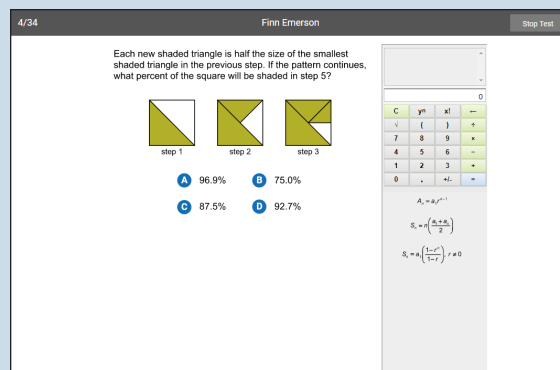 4/34
Finn Emerson
Stop Test
Each new shaded triangle is half the size of the smallest
shaded triangle in the previous step. If the pattern continues,
what percent of the square will be shaded in step 5?
step 1
step 2
step 3
A 96.9%
B 75.0%
C 87.5%
D 92.7%
0
C yⁿ x! ←
√ ( ) ÷
7 8 9 ×
4 5 6 −
1 2 3 +
0 . +/- =
Aₙ = a₁rⁿ⁻¹
Sₙ = n((a₁ + aₙ)/2)
Sₙ = a₁((1 − rⁿ)/(1 − r)), r ≠ 0